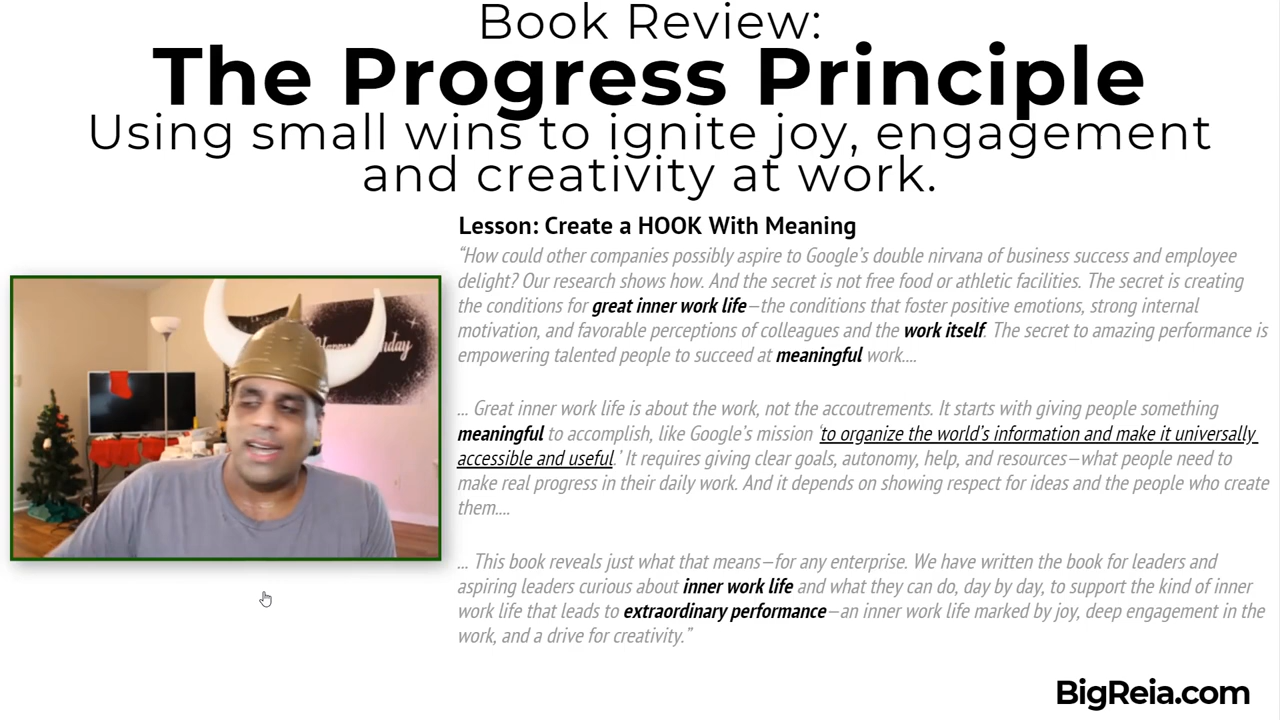 Book Review:
The Progress Principle
Using small wins to ignite joy, engagement
and creativity at work.
Lesson: Create a HOOK With Meaning
“How could other companies possibly aspire to Google’s double nirvana of business success and employee
delight? Our research shows how. And the secret is not free food or athletic facilities. The secret is creating
the conditions for great inner work life—the conditions that foster positive emotions, strong internal
motivation, and favorable perceptions of colleagues and the work itself. The secret to amazing performance is
empowering talented people to succeed at meaningful work....
... Great inner work life is about the work, not the accoutrements. It starts with giving people something
meaningful to accomplish, like Google’s mission ‘to organize the world’s information and make it universally
accessible and useful.’ It requires giving clear goals, autonomy, help, and resources—what people need to
make real progress in their daily work. And it depends on showing respect for ideas and the people who create
them....
... This book reveals just what that means—for any enterprise. We have written the book for leaders and
aspiring leaders curious about inner work life and what they can do, day by day, to support the kind of inner
work life that leads to extraordinary performance—an inner work life marked by joy, deep engagement in the
work, and a drive for creativity.”
BigReia.com